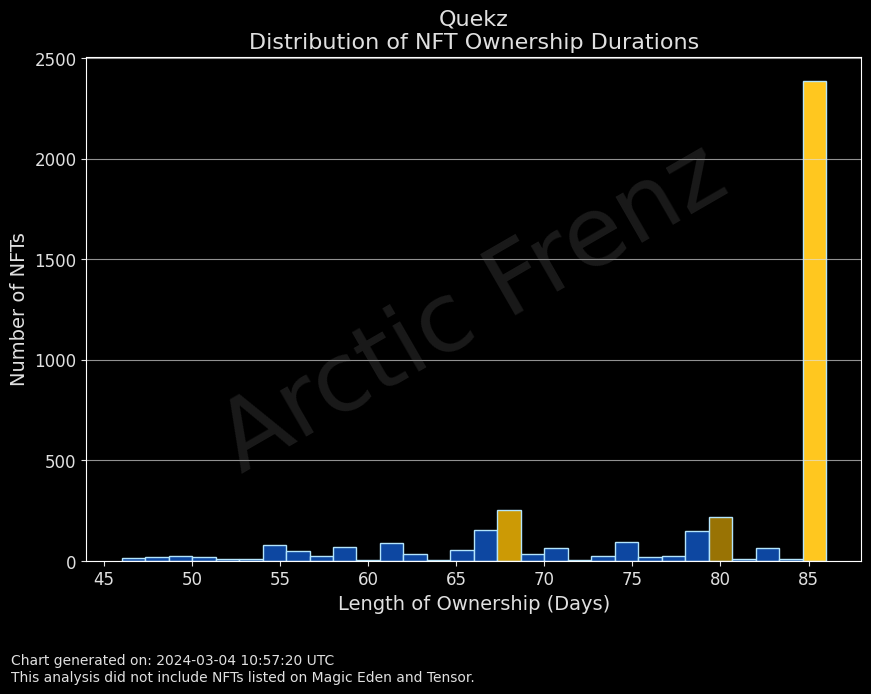 Quekz
Distribution of NFT Ownership Durations
2500
2000
1500
1000
500
0
Number of NFTs
Arctic Frenz
45 50 55 60 65 70 75 80 85
Length of Ownership (Days)
Chart generated on: 2024-03-04 10:57:20 UTC
This analysis did not include NFTs listed on Magic Eden and Tensor.